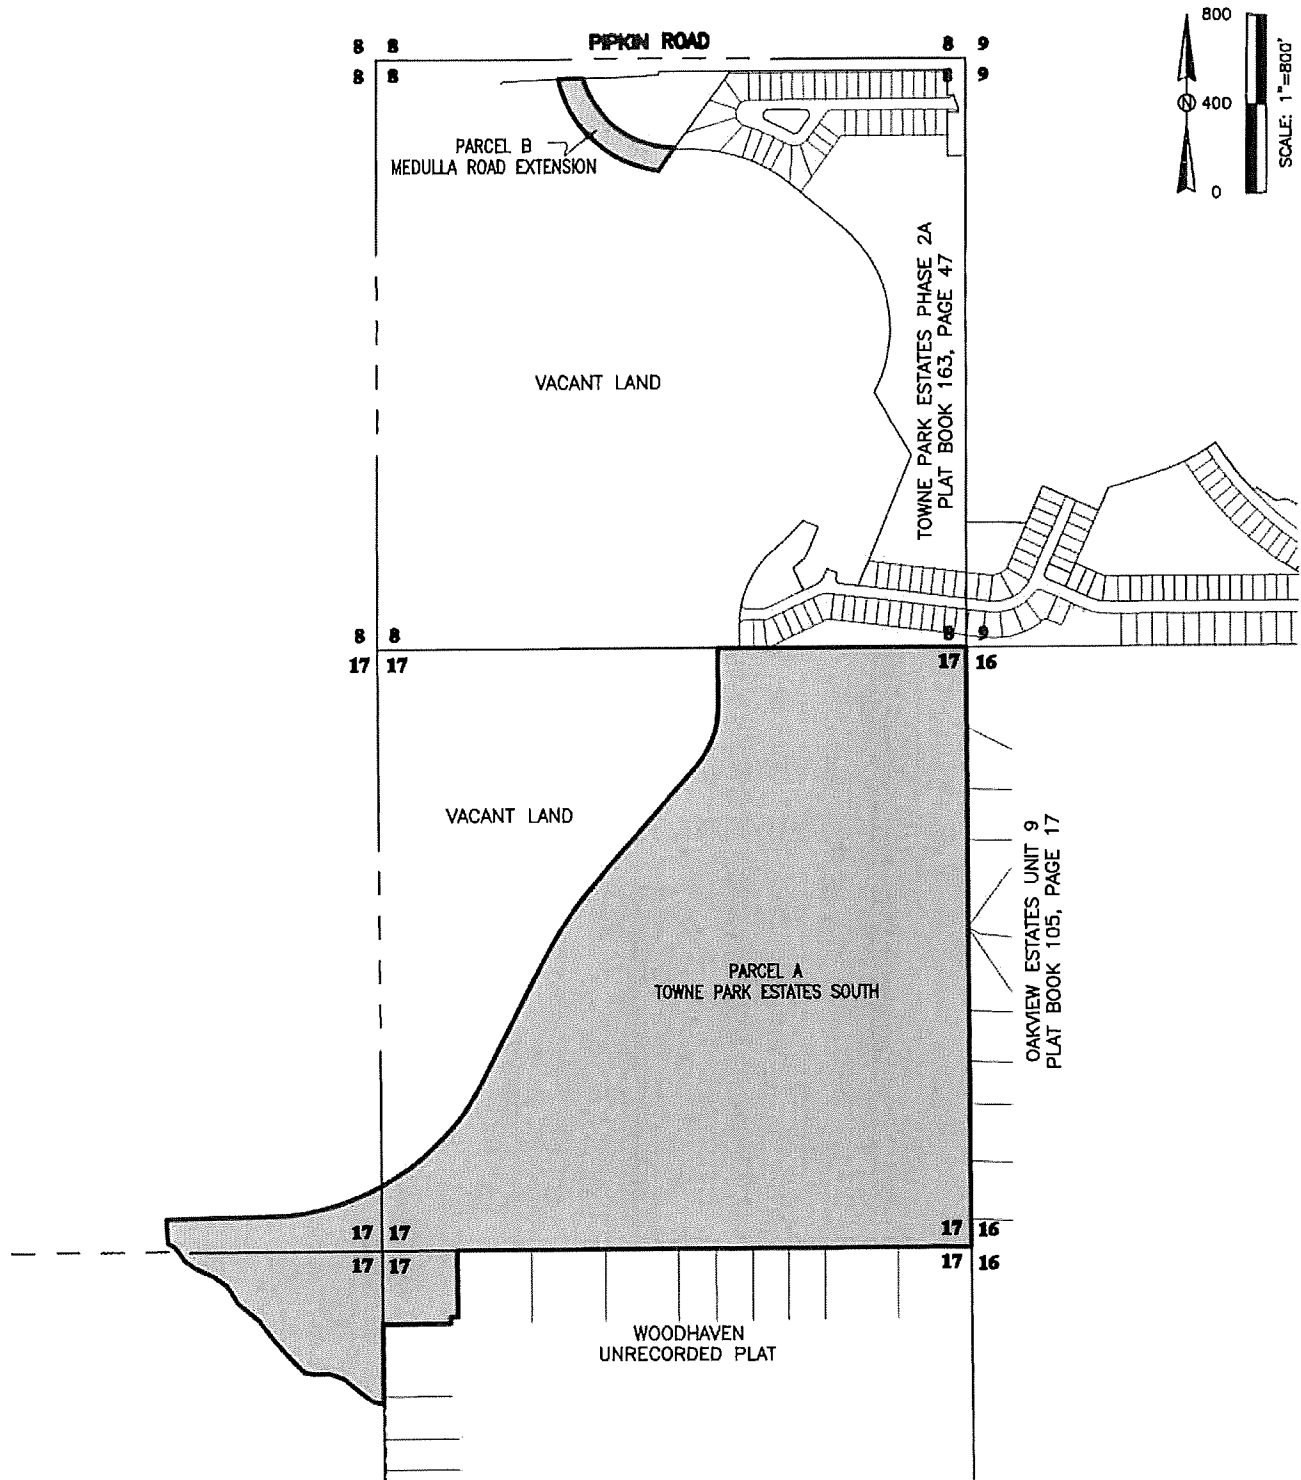 8 8 PIPKIN ROAD 8 9
8 8 8 9
800
400
0
N
SCALE: 1"=800'
PARCEL B
MEDULLA ROAD EXTENSION
TOWNE PARK ESTATES PHASE 2A
PLAT BOOK 163, PAGE 47
VACANT LAND
8 8 8 9
17 17 17 16
VACANT LAND
OAKVIEW ESTATES UNIT 9
PLAT BOOK 105, PAGE 17
PARCEL A
TOWNE PARK ESTATES SOUTH
17 17 17 16
17 17 17 16
WOODHAVEN
UNRECORDED PLAT